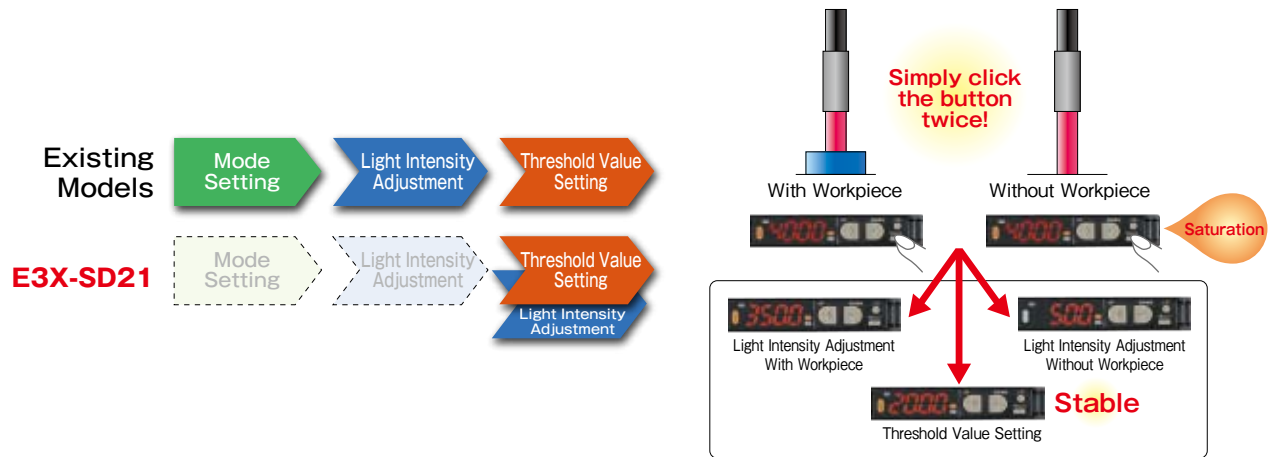 Existing
Models
Mode
Setting
Light Intensity
Adjustment
Threshold Value
Setting
E3X-SD21
Mode
Setting
Light Intensity
Adjustment
Threshold Value
Setting
Light Intensity
Adjustment
Simply click
the button
twice!
With Workpiece
Without Workpiece
4000
4000
Saturation
3500
500
Light Intensity Adjustment
With Workpiece
Light Intensity Adjustment
Without Workpiece
2000
Stable
Threshold Value Setting